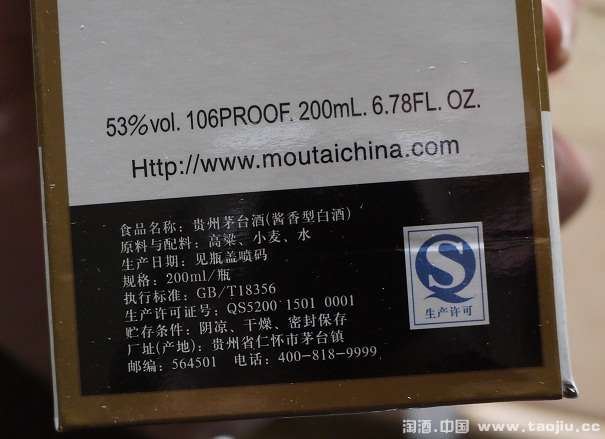 53%vol. 106PROOF. 200mL. 6.78FL. OZ.
Http://www.moutaichina.com
食品名称: 贵州茅台酒(酱香型白酒)
原料与配料: 高粱、小麦、水
生产日期: 见瓶盖喷码
规格: 200ml/瓶
执行标准: GB/T18356
生产许可证号: QS5200 1501 0001
贮存条件: 阴凉、干燥、密封保存
厂址(产地): 贵州省仁怀市茅台镇
邮编: 564501 电话: 400-818-9999
QS
生产许可
淘酒.中国 www.taojiu.cc